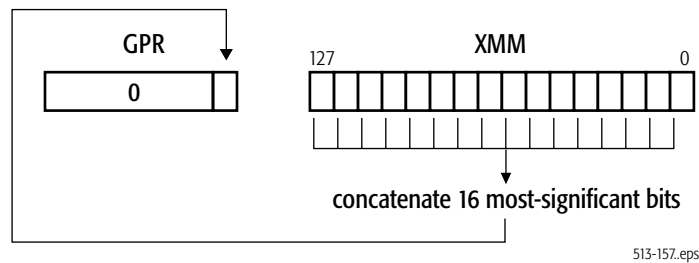 GPR
XMM
127
0
0
concatenate 16 most-significant bits
513-157..eps